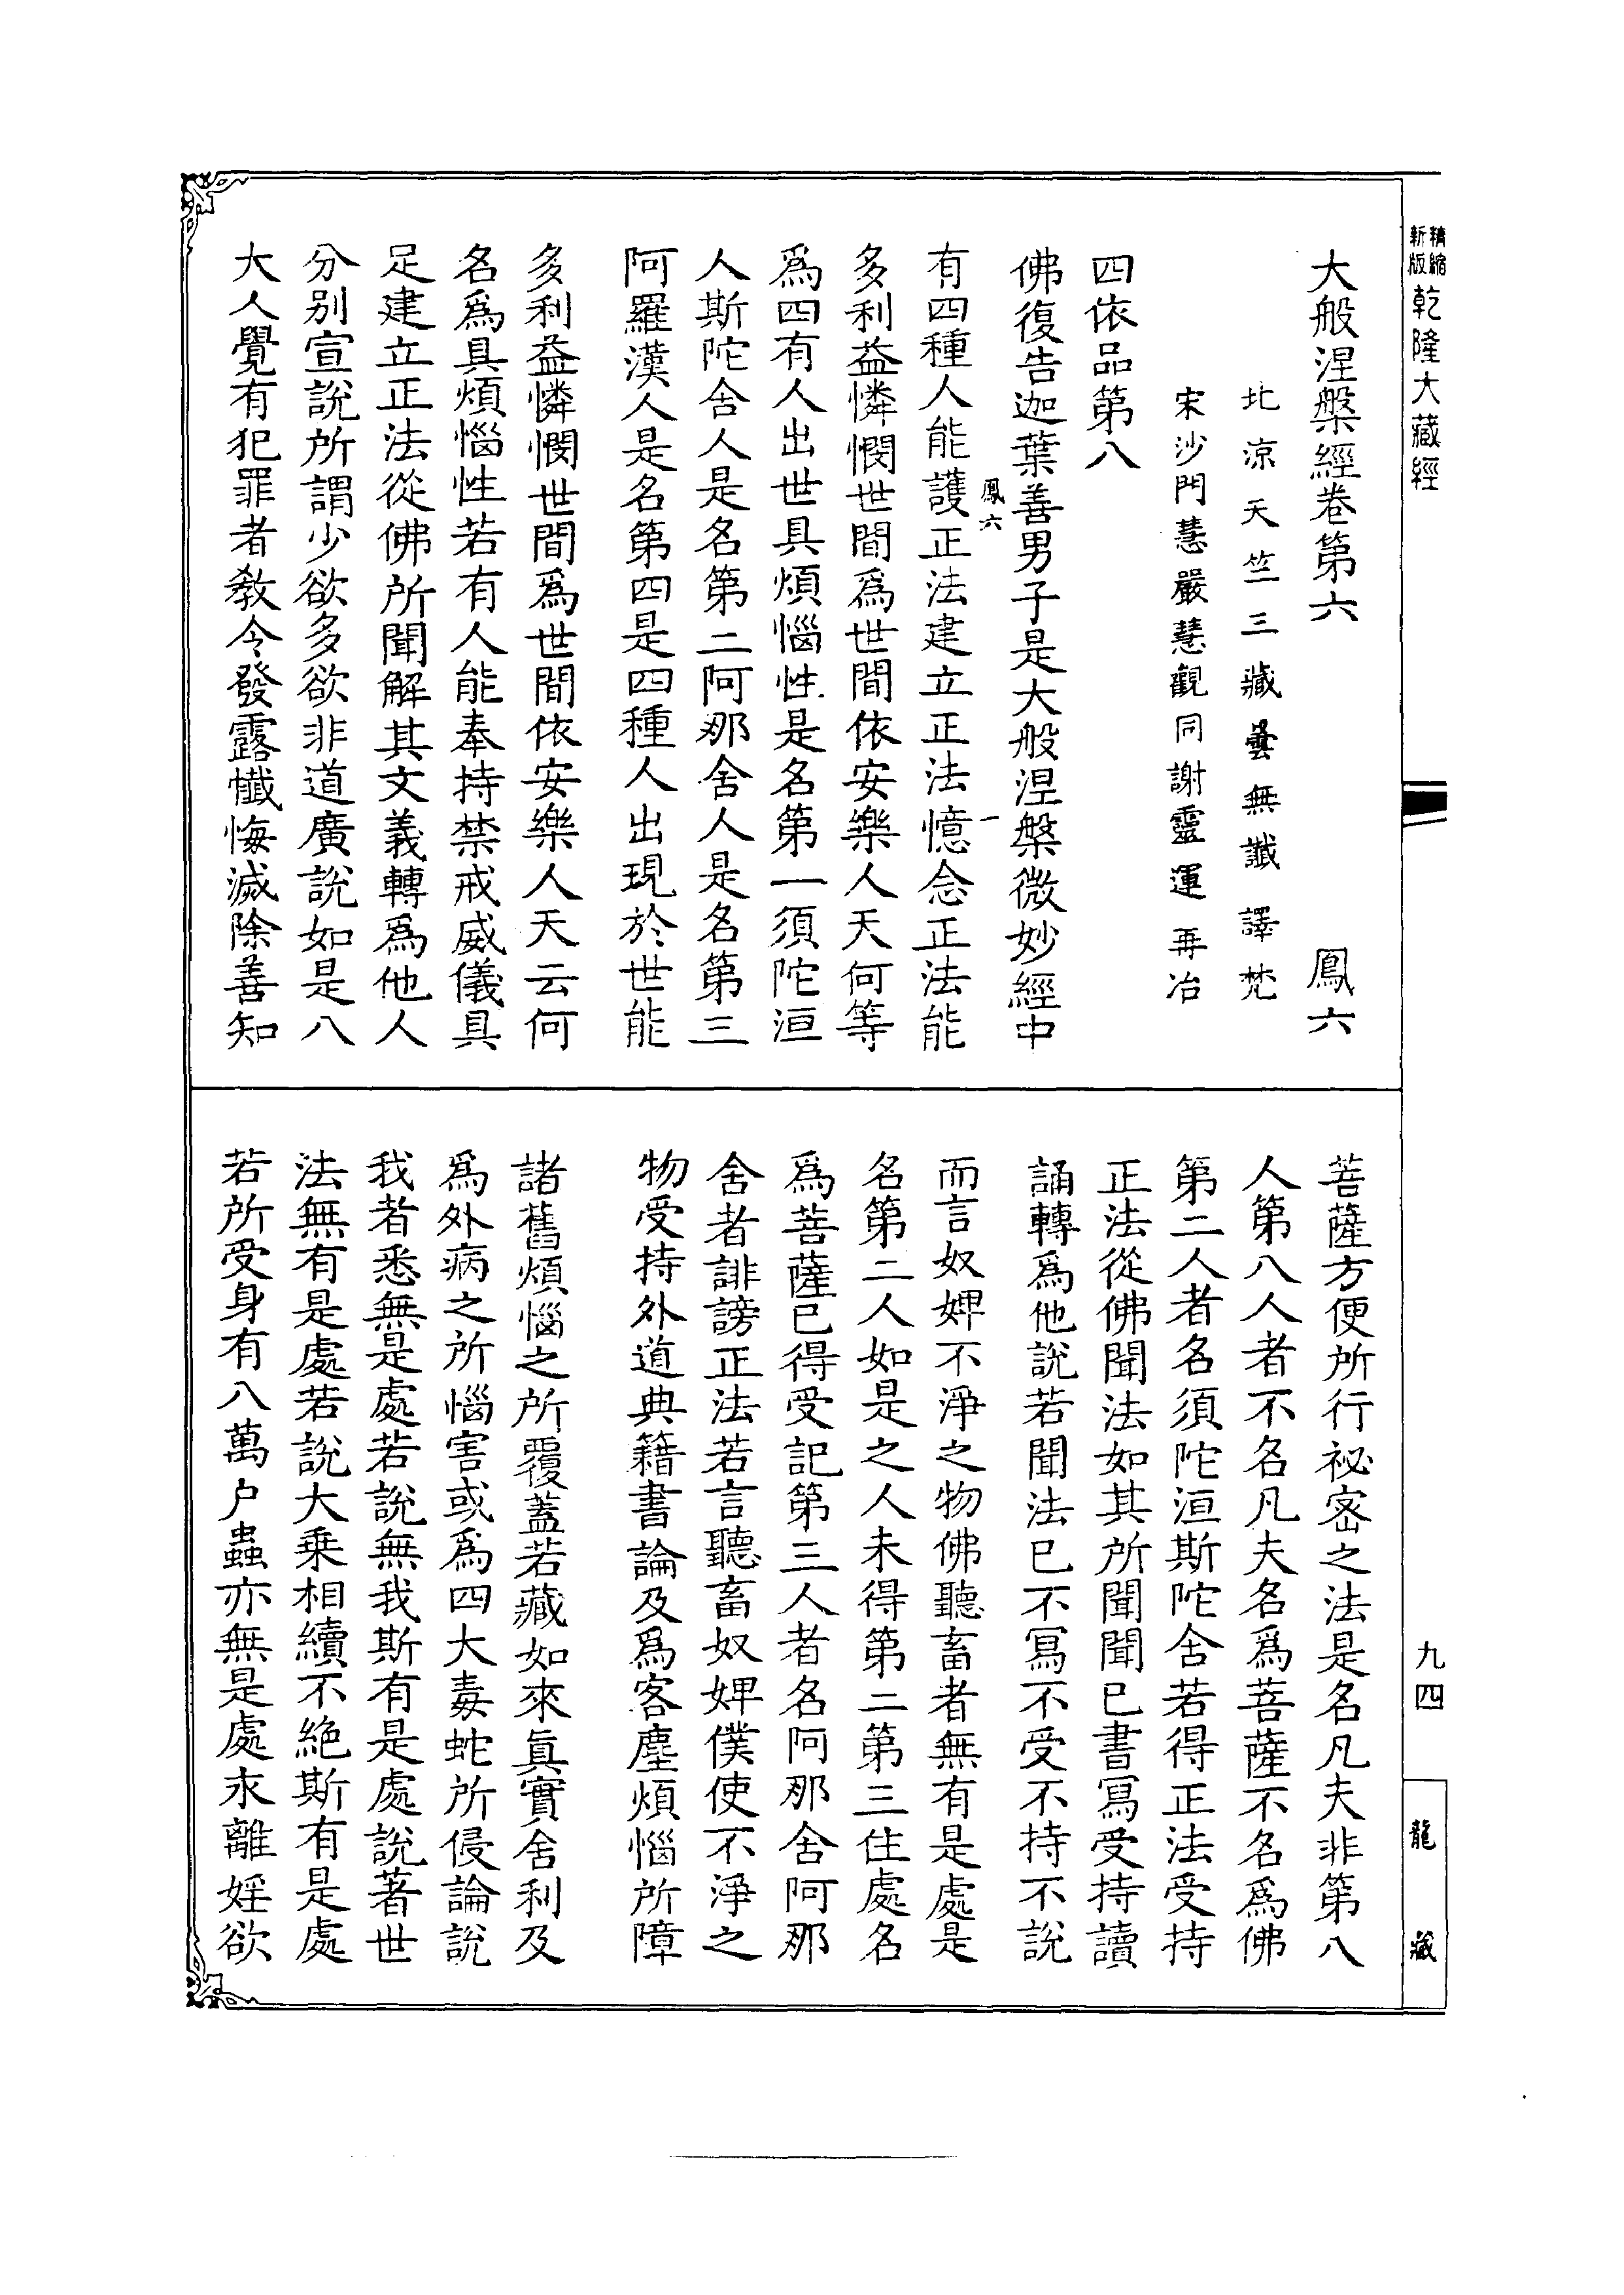 精縮
新版
乾隆大藏經
大般涅槃經卷第六 鳳六
北涼天竺三藏曇無讖譯梵
宋沙門慧嚴慧觀同謝靈運再治
四依品第八
佛復告迦葉善男子是大般涅槃微妙經中
鳳六 一
有四種人能護正法建立正法憶念正法能
多利益憐憫世間爲世間依安樂人天何等
爲四有人出世具煩惱性是名第一須陀洹
人斯陀舍人是名第二阿那舍人是名第三
阿羅漢人是名第四是四種人出現於世能
多利益憐憫世間爲世間依安樂人天云何
名爲具煩惱性若有人能奉持禁戒威儀具
足建立正法從佛所聞解其文義轉爲他人
分別宣說所謂少欲多欲非道廣說如是八
大人覺有犯罪者教令發露懺悔滅除善知
菩薩方便所行祕密之法是名凡夫非第八
人第八人者不名凡夫名爲菩薩不名爲佛
第二人者名須陀洹斯陀舍若得正法受持
正法從佛聞法如其所聞聞已書寫受持讀
誦轉爲他說若聞法已不寫不受不持不說
而言奴婢不淨之物佛聽畜者無有是處是
名第二人如是之人未得第二第三住處名
爲菩薩已得受記第三人者名阿那舍阿那
舍者誹謗正法若言聽畜奴婢僕使不淨之
物受持外道典籍書論及爲客塵煩惱所障
諸舊煩惱之所覆蓋若藏如來眞實舍利及
爲外病之所惱害或爲四大毒蛇所侵論說
我者悉無是處若說無我斯有是處說著世
法無有是處若說大乘相續不絶斯有是處
若所受身有八萬户蟲亦無是處永離婬欲
九四
龍藏